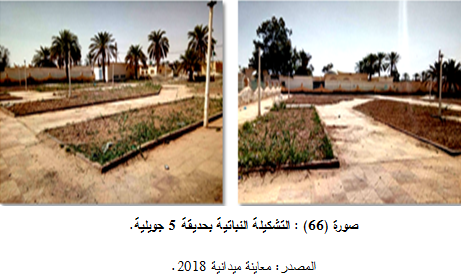 صورة (66) : التشكيلة النباتية بحديقة 5 جويلية.
المصدر: معاينة ميدانية 2018.